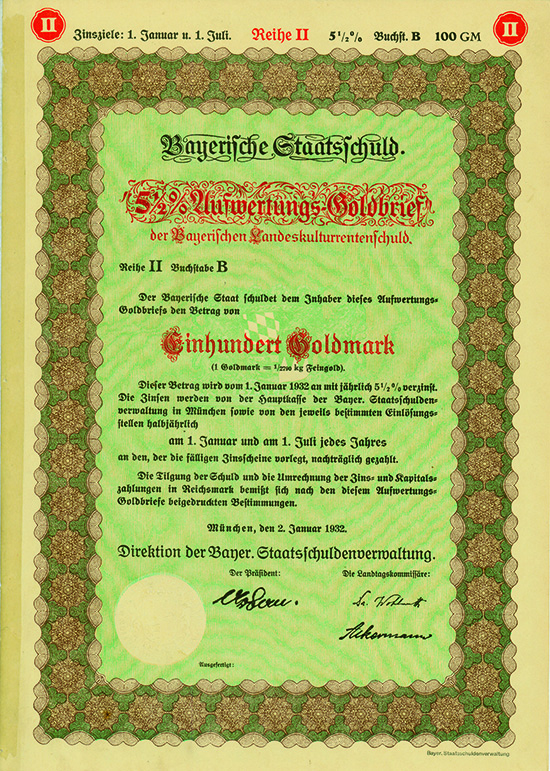 II Zinsziele: 1. Januar u. 1. Juli. Reihe II 5½% Buchst. B 100 GM II
Bayerische Staatsschuld.
5½% Aufwertungs-Goldbrief
der Bayerischen Landeskulturrentenschuld.
Reihe II Buchstabe B
Der Bayerische Staat schuldet dem Inhaber dieses Aufwertungs-
Goldbriefs den Betrag von
Einhundert Goldmark
(1 Goldmark = 1/2790 kg Feingold).
Dieser Betrag wird vom 1. Januar 1932 an mit jährlich 5½% verzinst.
Die Zinsen werden von der Hauptkasse der Bayer. Staatsschulden-
verwaltung in München sowie von den jeweils bestimmten Einlösungs-
stellen halbjährlich
am 1. Januar und am 1. Juli jedes Jahres
an den, der die fälligen Zinsscheine vorlegt, nachträglich gezahlt.
Die Tilgung der Schuld und die Umrechnung der Zins- und Kapitals-
zahlungen in Reichsmark bemißt sich nach den diesem Aufwertungs-
Goldbriefe beigedruckten Bestimmungen.
München, den 2. Januar 1932.
Direktion der Bayer. Staatsschuldenverwaltung.
Der Präsident: Die Landtagskommissäre:
Ackermann
Ausgefertigt:
Bayer. Staatsschuldenverwaltung